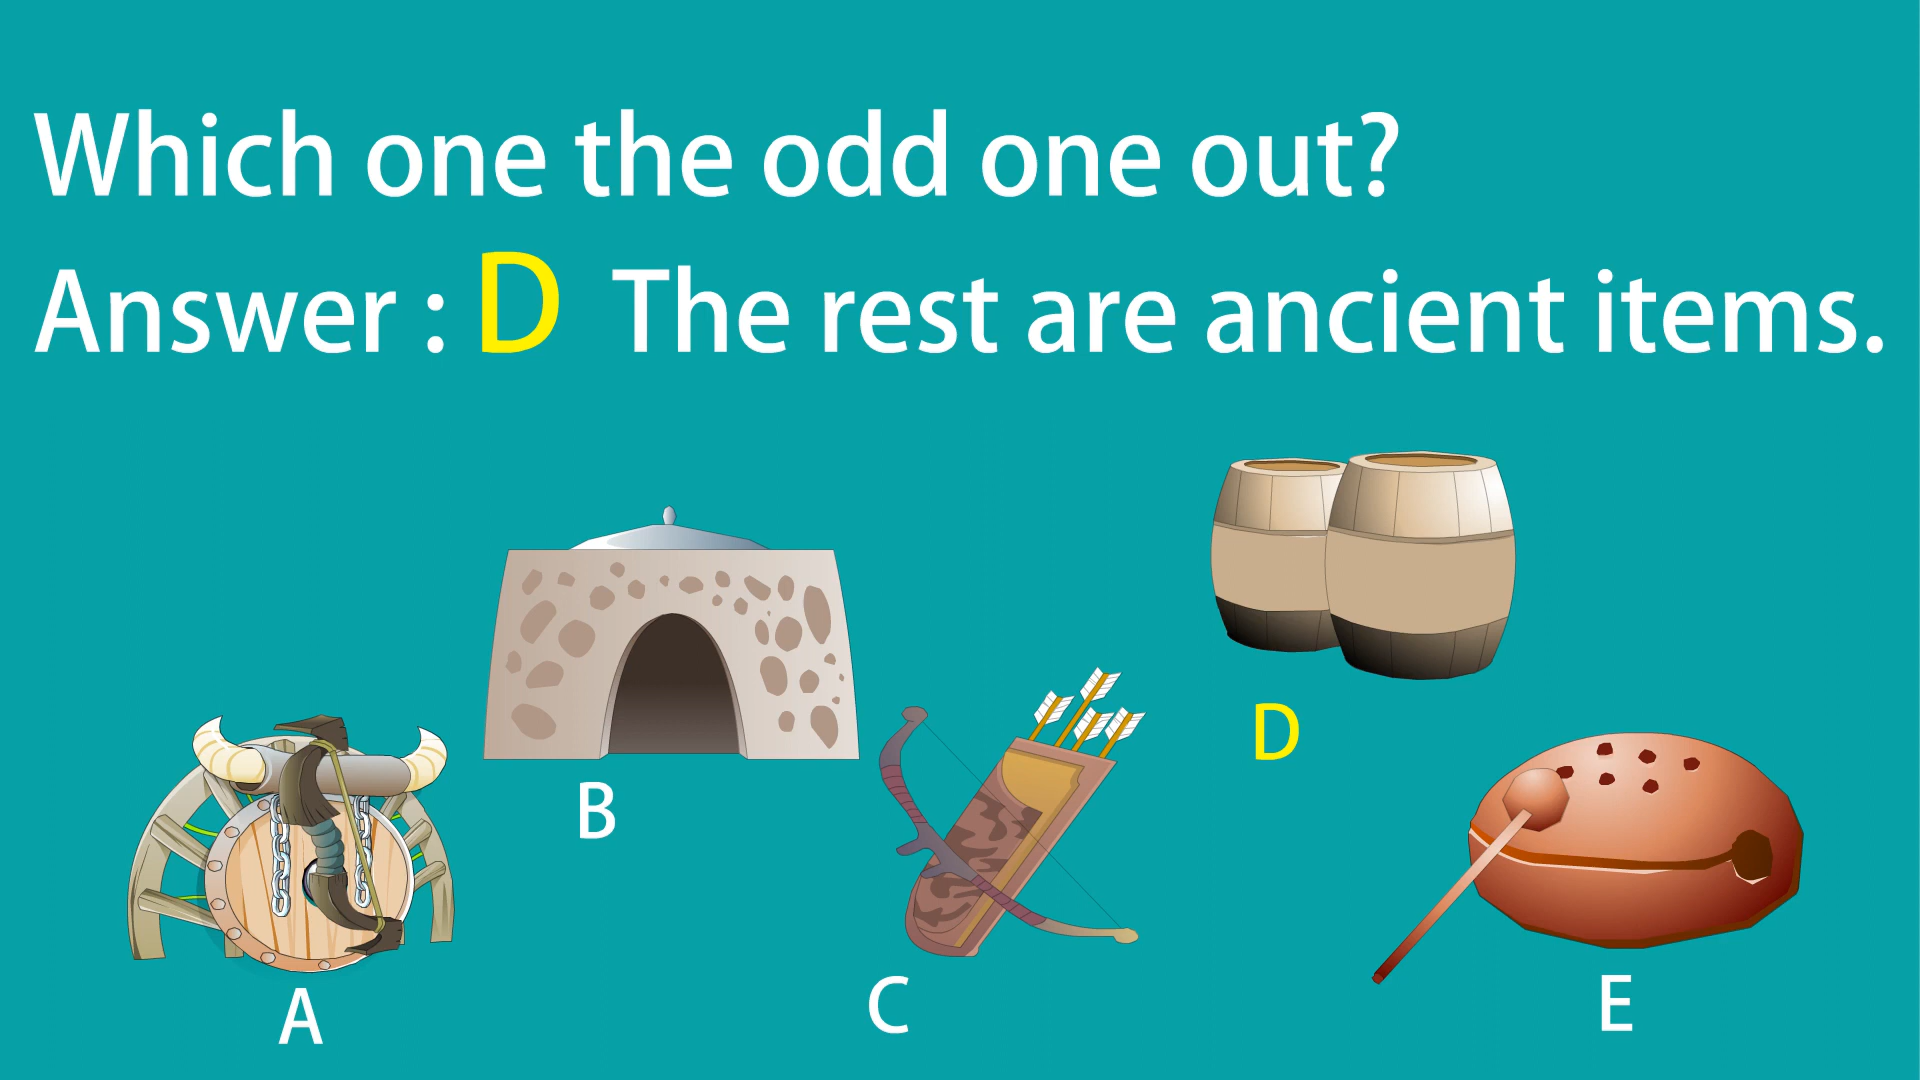 Which one the odd one out?
Answer : D The rest are ancient items.
A
B
C
D
E